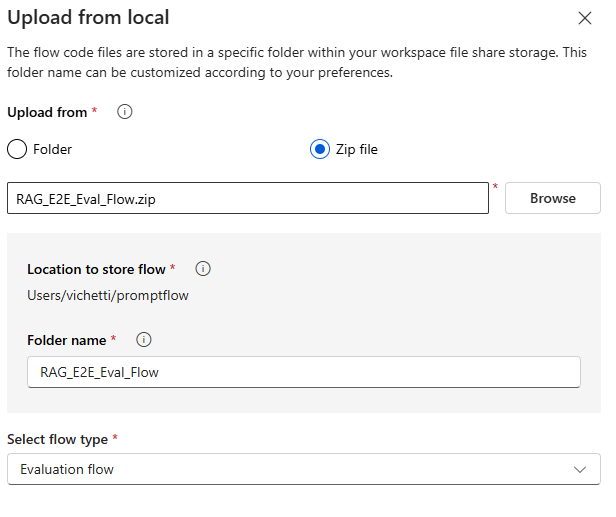 Upload from local
The flow code files are stored in a specific folder within your workspace file share storage. This
folder name can be customized according to your preferences.
Upload from *
Folder
Zip file
RAG_E2E_Eval_Flow.zip
*
Browse
Location to store flow *
Users/vichetti/promptflow
Folder name *
RAG_E2E_Eval_Flow
Select flow type *
Evaluation flow